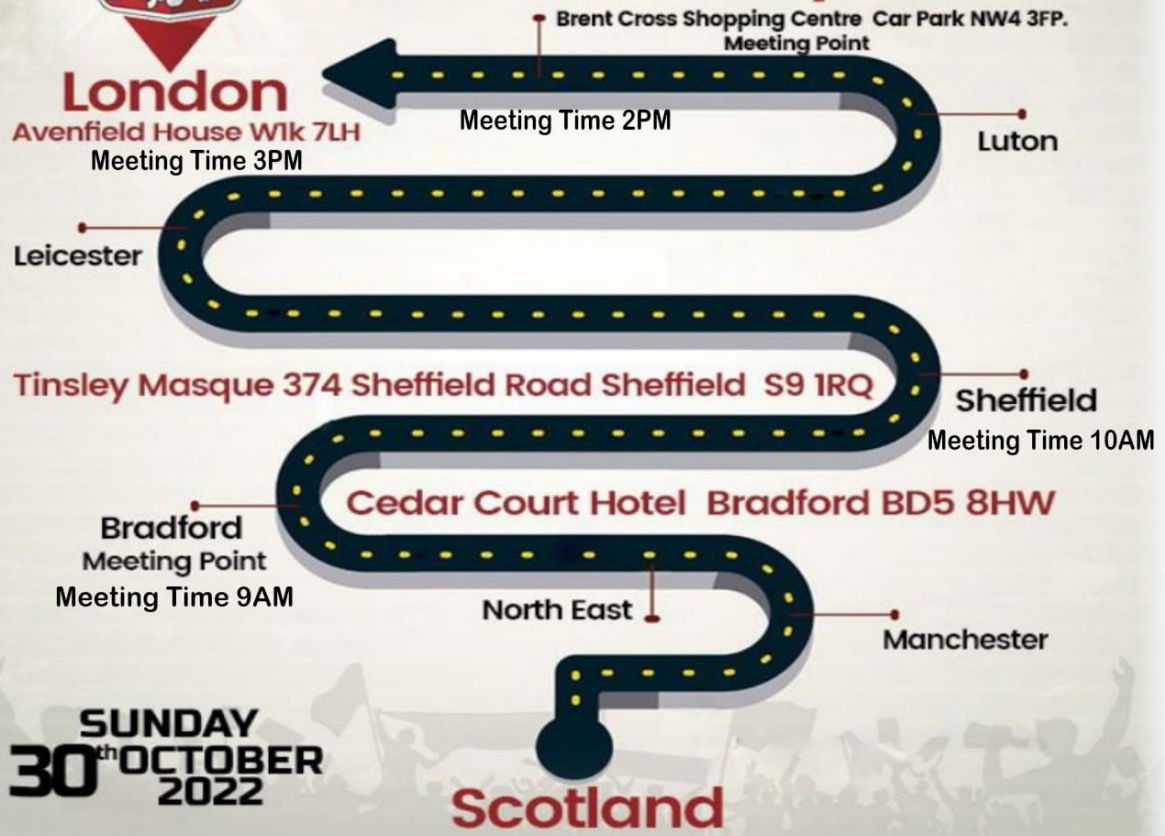 Brent Cross Shopping Centre Car Park NW4 3FP.
Meeting Point
London
Avenfield House W1k 7LH
Meeting Time 3PM
Meeting Time 2PM
Luton
Leicester
Tinsley Masque 374 Sheffield Road Sheffield S9 1RQ
Sheffield
Meeting Time 10AM
Cedar Court Hotel Bradford BD5 8HW
Bradford
Meeting Point
Meeting Time 9AM
North East
Manchester
SUNDAY
30th OCTOBER
2022
Scotland